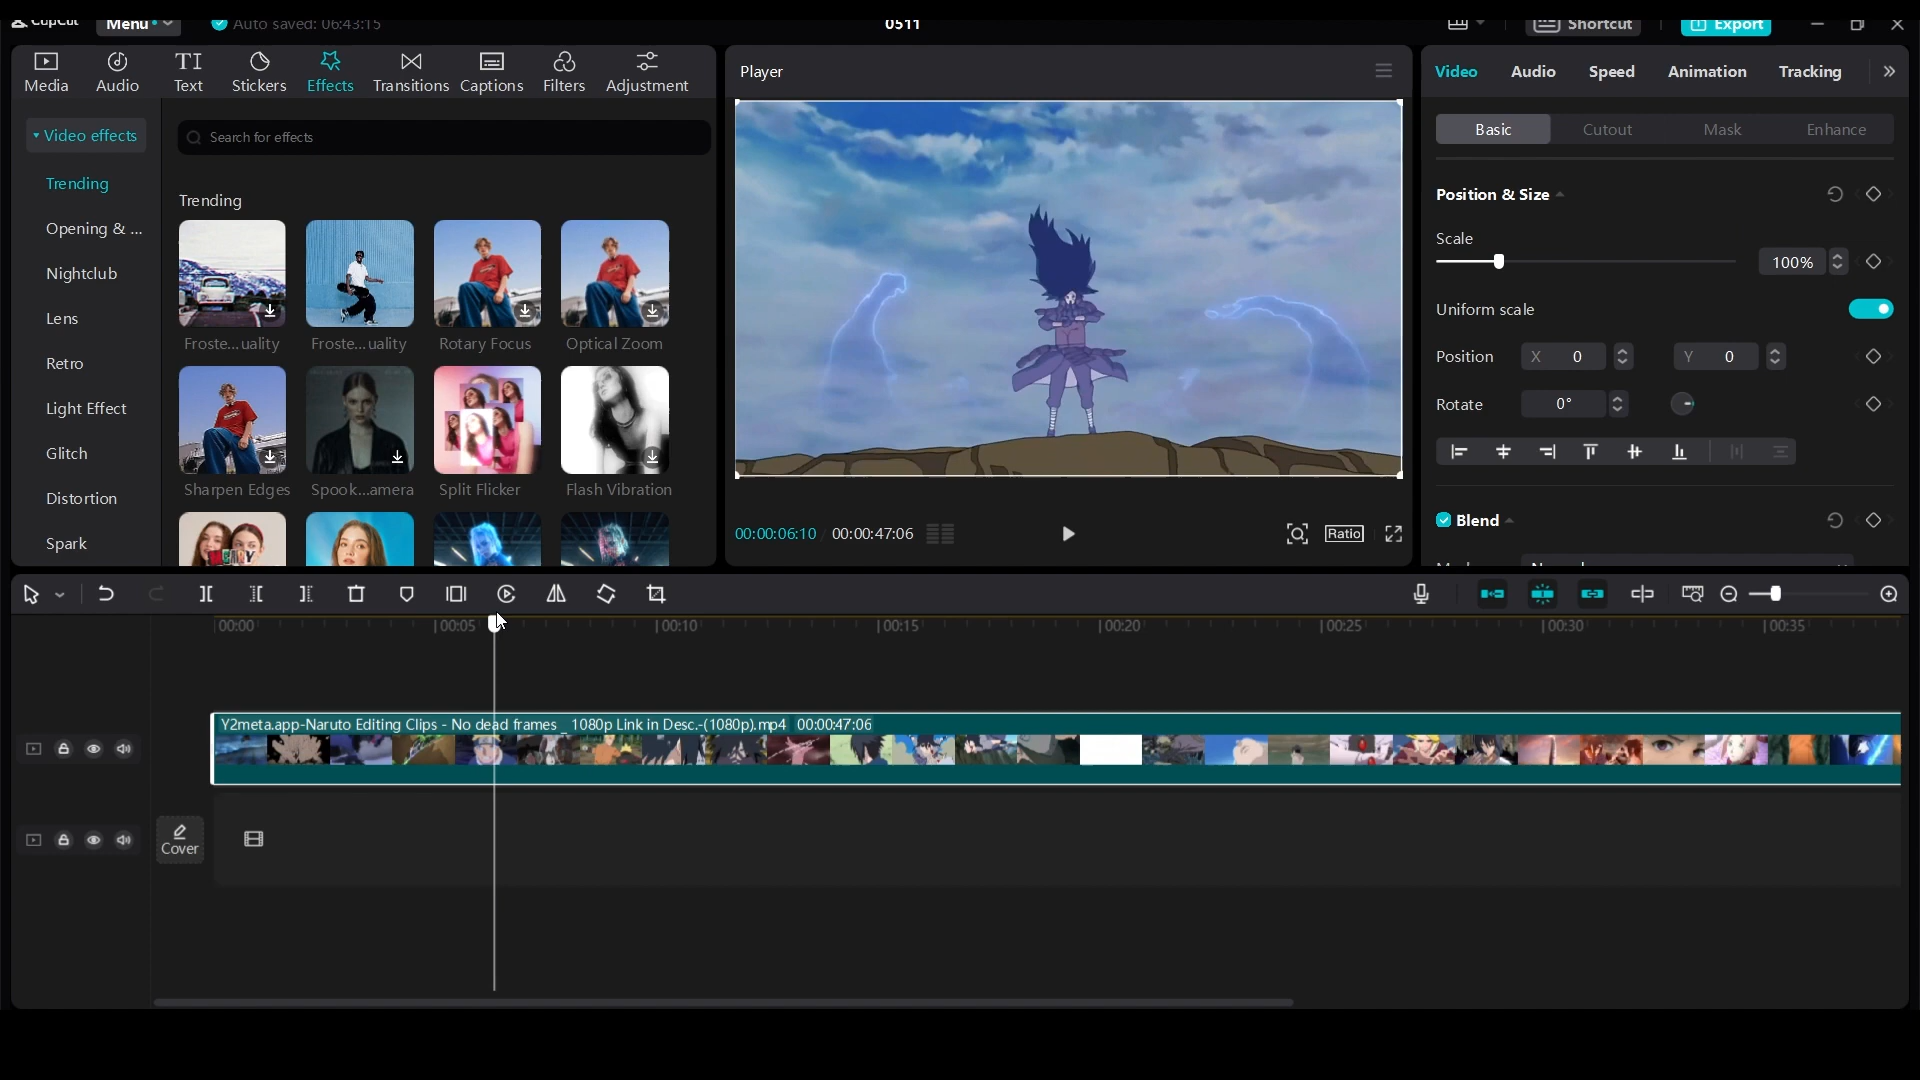 CapCut Menu Auto saved: 06:43:15 0511 Shortcut Export
Media Audio TI Text Stickers Effects Transitions Captions Filters Adjustment
Video effects
Trending
Opening & ...
Nightclub
Lens
Retro
Light Effect
Glitch
Distortion
Spark
Search for effects
Trending
Froste...uality Froste...uality Rotary Focus Optical Zoom
Sharpen Edges Spook...amera Split Flicker Flash Vibration
Player
00:00:06:10 00:00:47:06 Ratio
Video Audio Speed Animation Tracking
Basic Cutout Mask Enhance
Position & Size
Scale
100%
Uniform scale
Position X 0 Y 0
Rotate 0°
Blend
00:00 00:05 00:10 00:15 00:20 00:25 00:30 00:35
Y2meta.app-Naruto Editing Clips - No dead frames _ 1080p Link in Desc.-(1080p).mp4 00:00:47:06
Cover